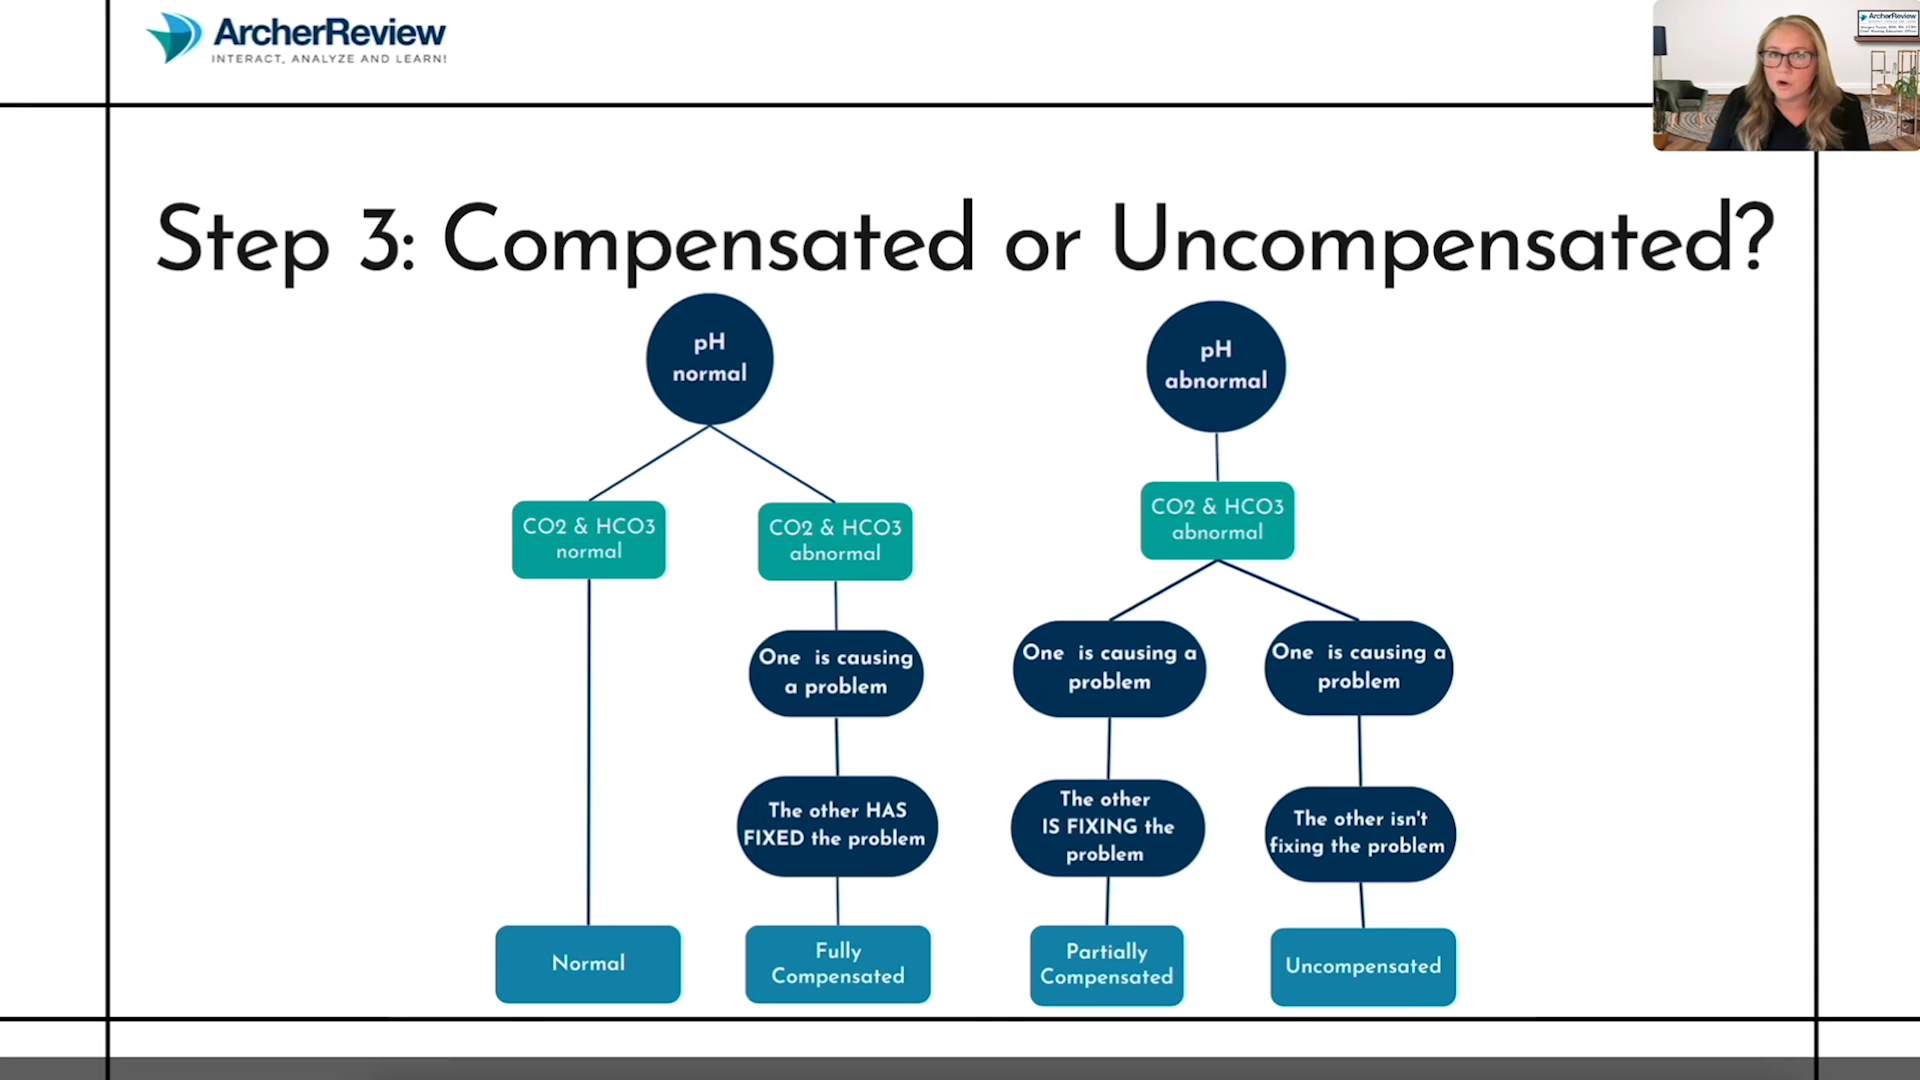 ArcherReview
INTERACT, ANALYZE AND LEARN!
ArcherReview
Step 3: Compensated or Uncompensated?
pH
normal
pH
abnormal
CO2 & HCO3
normal
CO2 & HCO3
abnormal
CO2 & HCO3
abnormal
One is causing
a problem
One is causing a
problem
One is causing a
problem
The other HAS
FIXED the problem
The other
IS FIXING the
problem
The other isn't
fixing the problem
Normal
Fully
Compensated
Partially
Compensated
Uncompensated